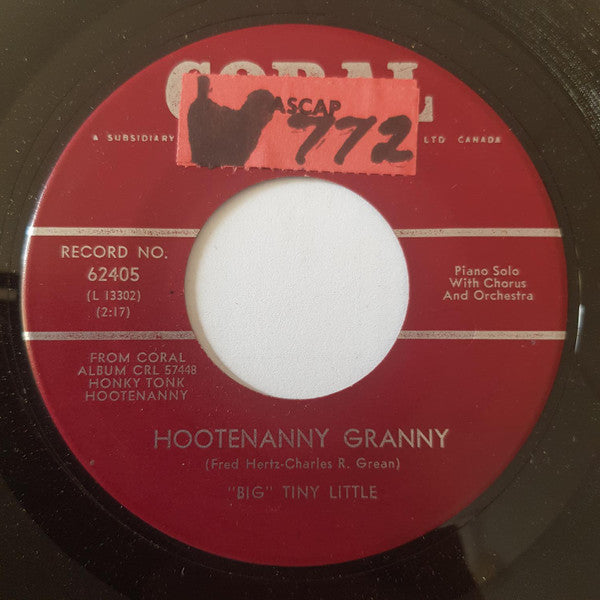 CORAL
ASCAP
772
A SUBSIDIARY LTD CANADA
RECORD NO.
62405
(L 13302)
(2:17)
Piano Solo
With Chorus
And Orchestra
FROM CORAL
ALBUM CRL 57448
HONKY TONK
HOOTENANNY
HOOTENANNY GRANNY
(Fred Hertz-Charles R. Grean)
"BIG" TINY LITTLE